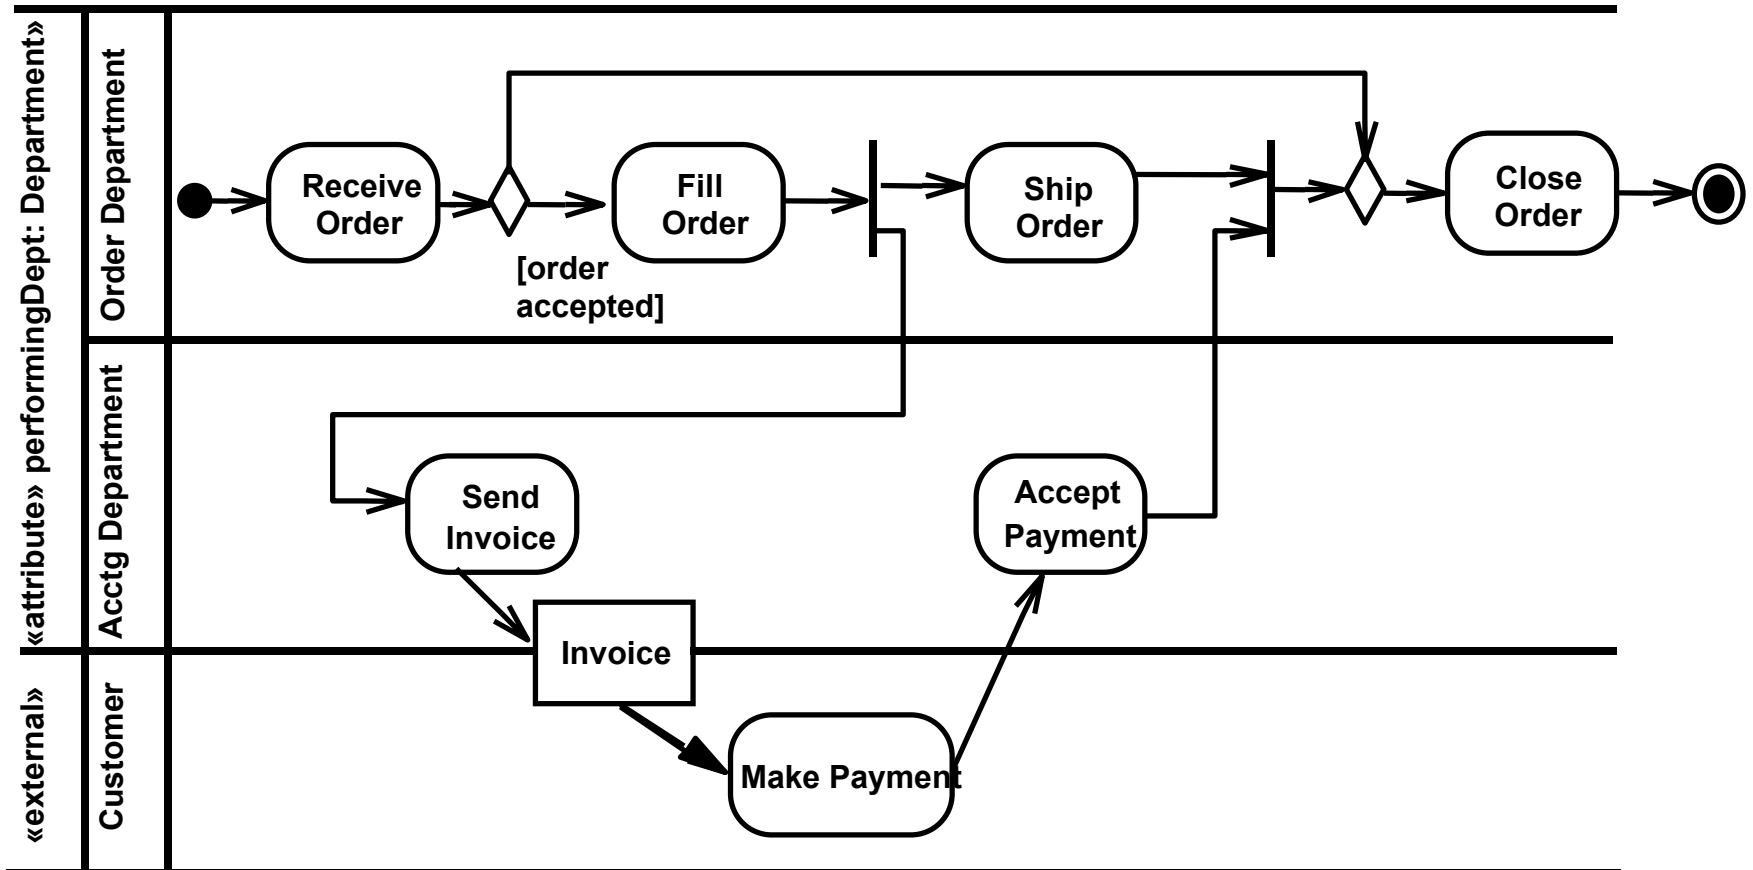 «attribute» performingDept: Department»
Order Department
Receive
Order
[order
accepted]
Fill
Order
Ship
Order
Close
Order
Acctg Department
Send
Invoice
Accept
Payment
Invoice
«external»
Customer
Make Payment